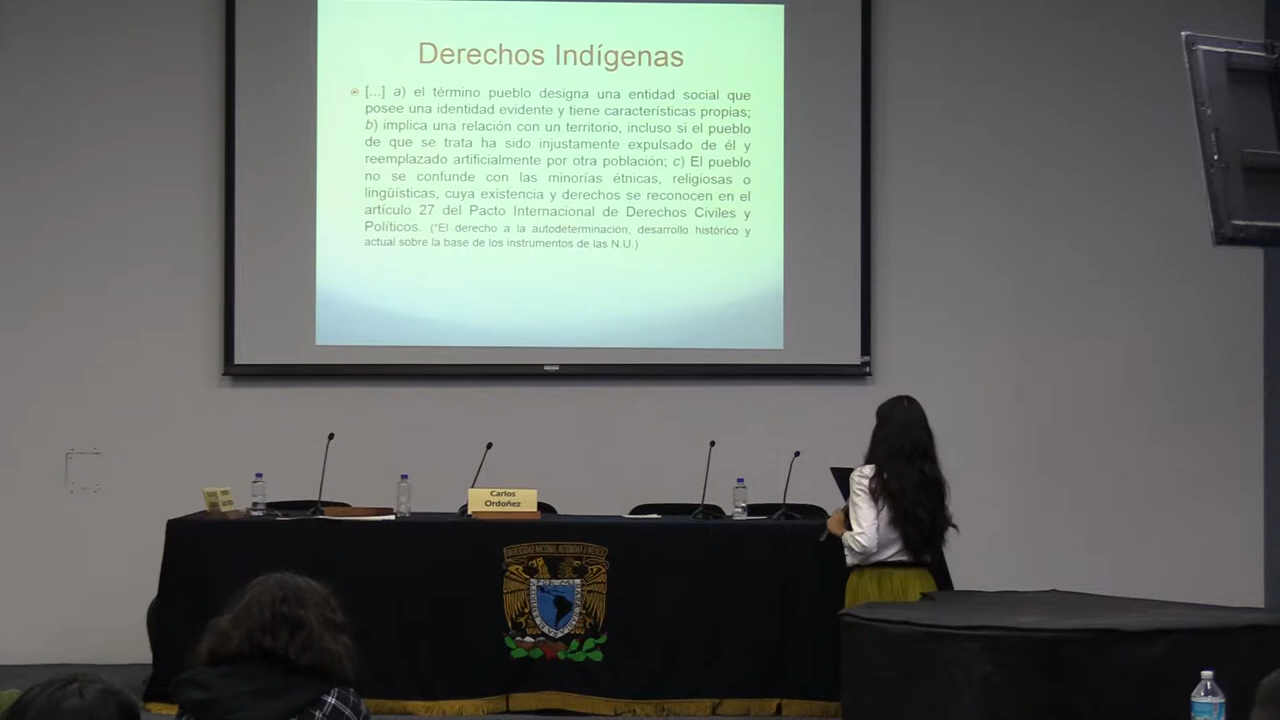 Derechos Indígenas
[...] a) el término pueblo designa una entidad social que
posee una identidad evidente y tiene características propias;
b) implica una relación con un territorio, incluso si el pueblo
de que se trata ha sido injustamente expulsado de él y
reemplazado artificialmente por otra población; c) El pueblo
no se confunde con las minorías étnicas, religiosas o
lingüísticas, cuya existencia y derechos se reconocen en el
artículo 27 del Pacto Internacional de Derechos Civiles y
Políticos. ("El derecho a la autodeterminación, desarrollo histórico y
actual sobre la base de los instrumentos de las N.U.)
Carlos
Ordoñez
UNIVERSIDAD NACIONAL AVTONOMA
MEXICO